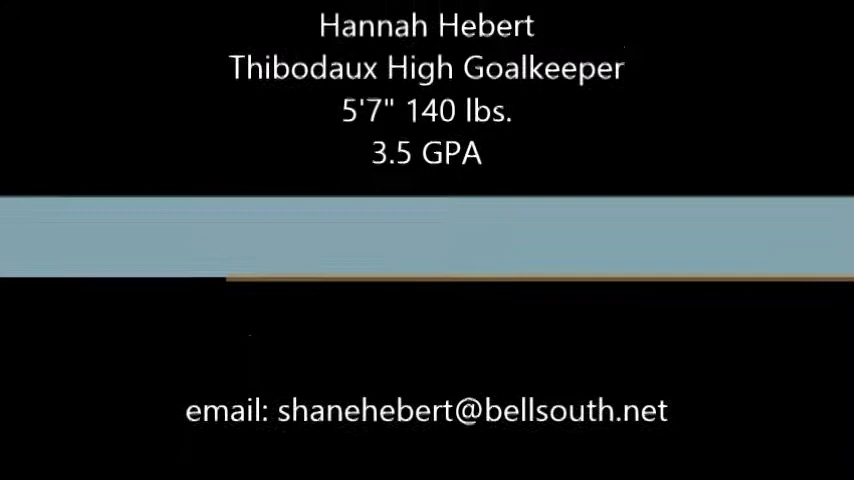 Hannah Hebert
Thibodaux High Goalkeeper
5'7" 140 lbs.
3.5 GPA
email: shanehebert@bellsouth.net